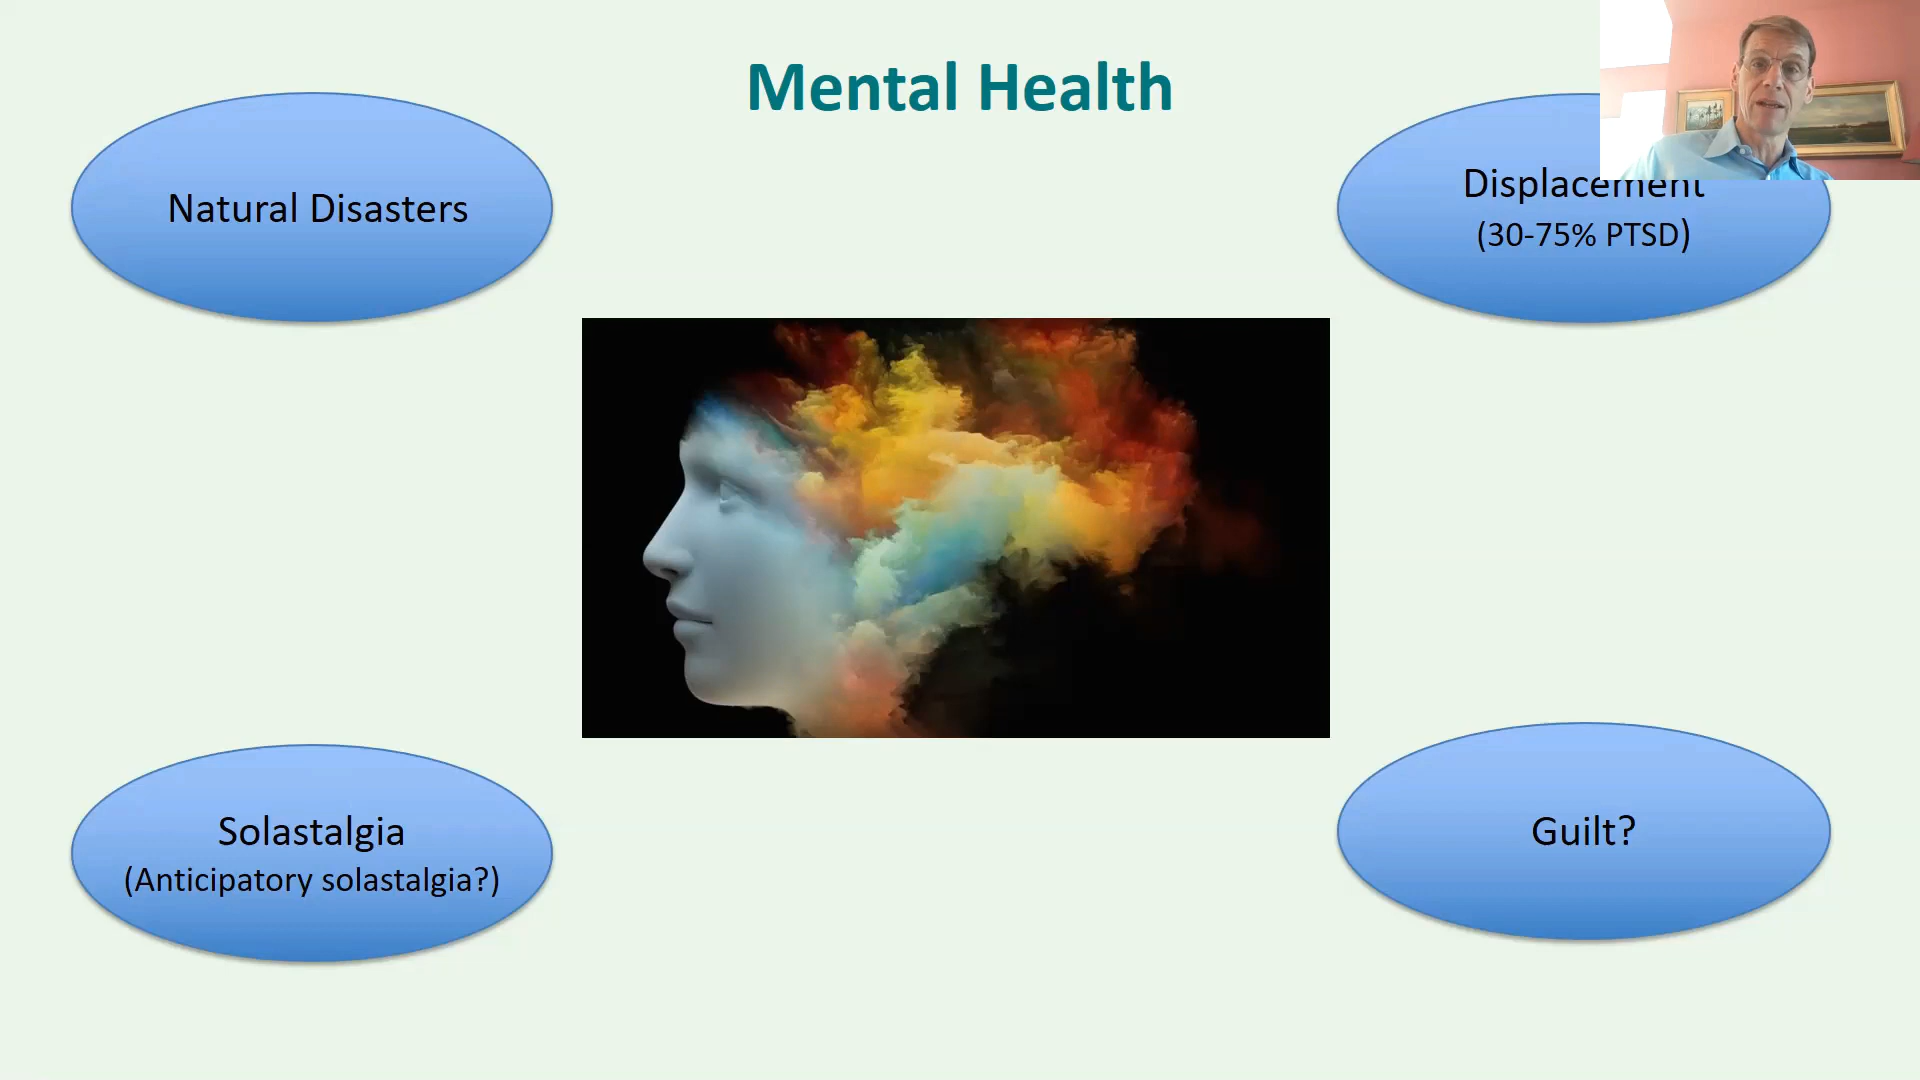 Mental Health
Natural Disasters
Displacement
(30-75% PTSD)
Solastalgia
(Anticipatory solastalgia?)
Guilt?